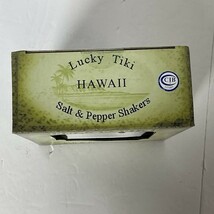 Lucky Tiki
HAWAII
Salt & Pepper Shakers